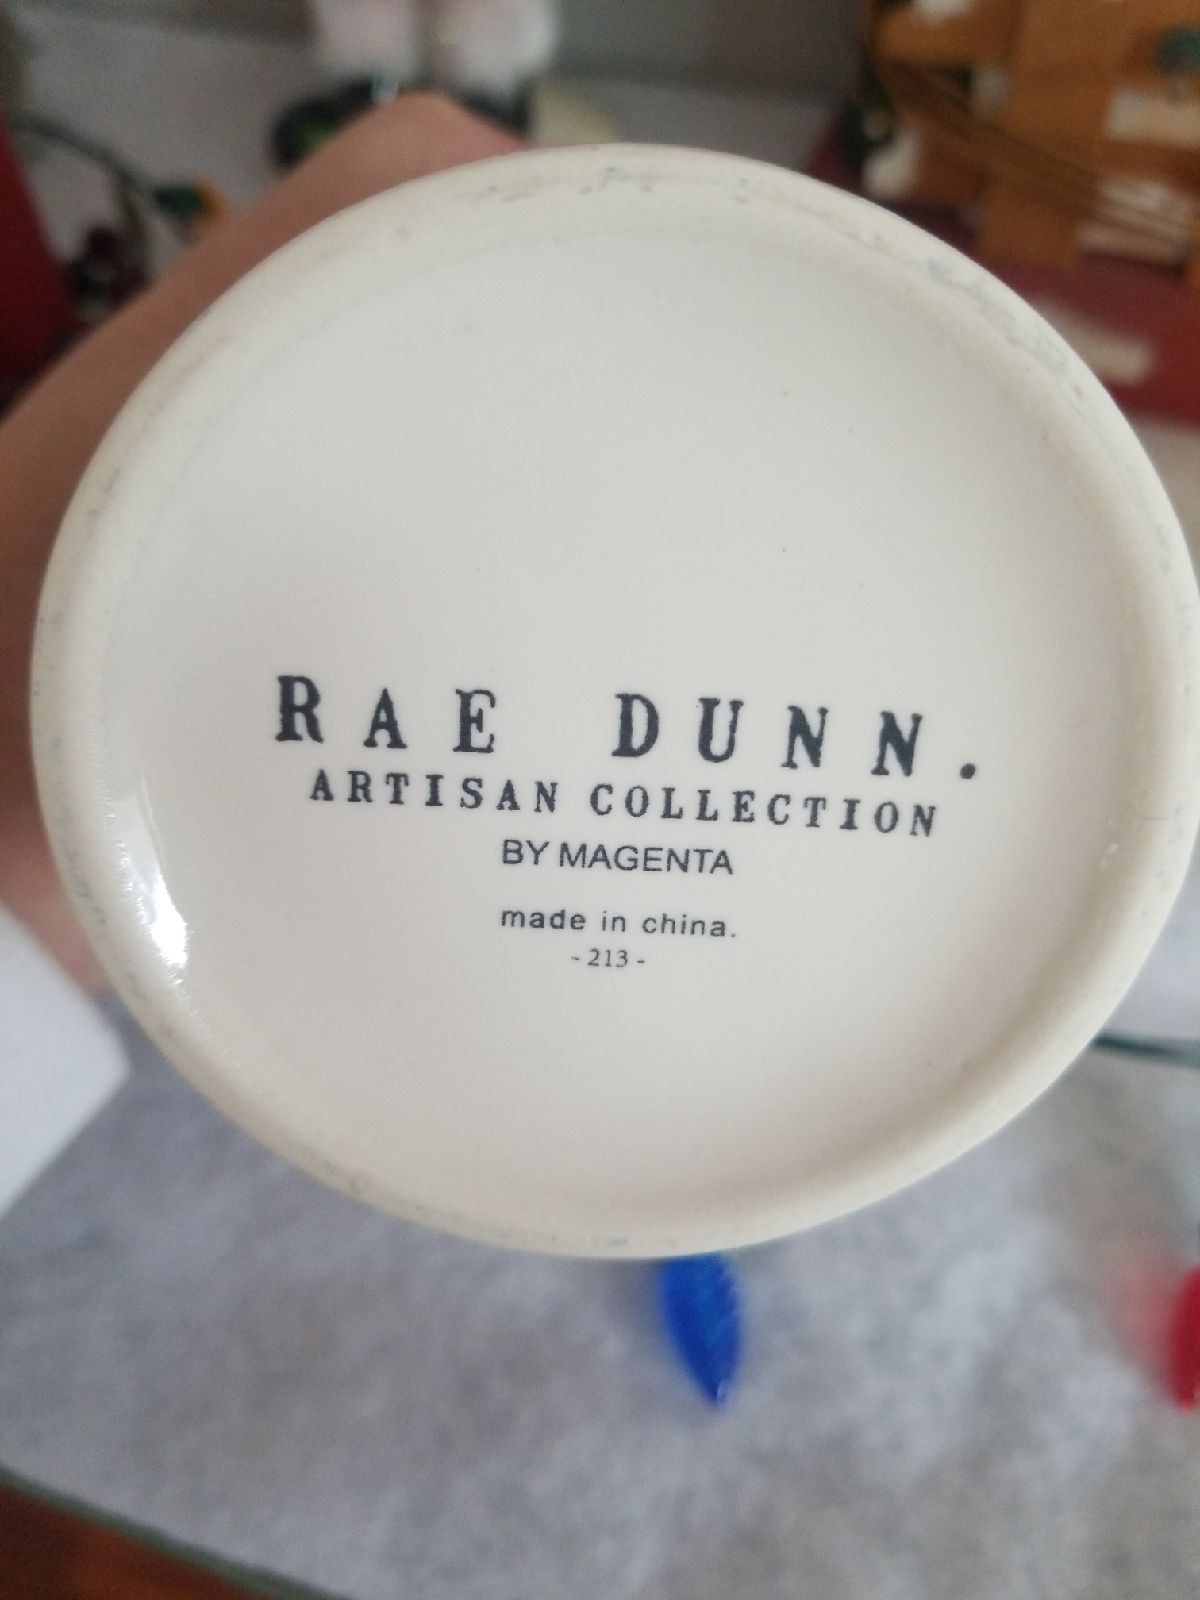 RAE DUNN.
ARTISAN COLLECTION
BY MAGENTA
made in china.
- 213 -